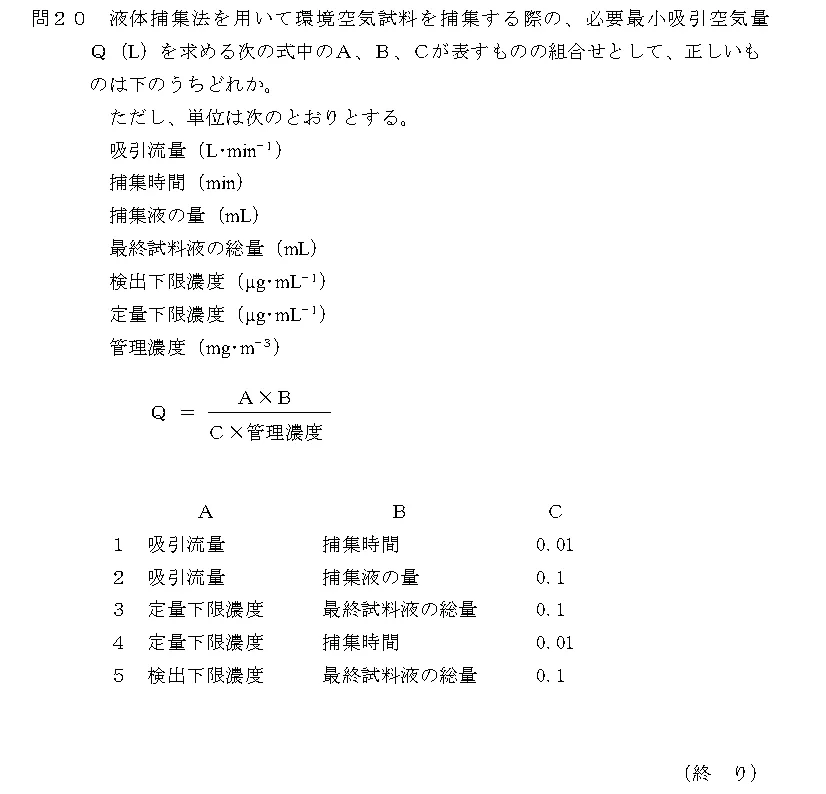 問２０　液体捕集法を用いて環境空気試料を捕集する際の、必要最小吸引空気量
Ｑ（L）を求める次の式中のＡ、Ｂ、Ｃが表すものの組合せとして、正しいも
のは下のうちどれか。
ただし、単位は次のとおりとする。
吸引流量（L･min⁻¹）
捕集時間（min）
捕集液の量（mL）
最終試料液の総量（mL）
検出下限濃度（μg･mL⁻¹）
定量下限濃度（μg･mL⁻¹）
管理濃度（mg･m⁻³）
Ａ×Ｂ
Ｑ ＝
Ｃ×管理濃度
Ａ　Ｂ　Ｃ
１　吸引流量　捕集時間　0.01
２　吸引流量　捕集液の量　0.1
３　定量下限濃度　最終試料液の総量　0.1
４　定量下限濃度　捕集時間　0.01
５　検出下限濃度　最終試料液の総量　0.1
（終　り）